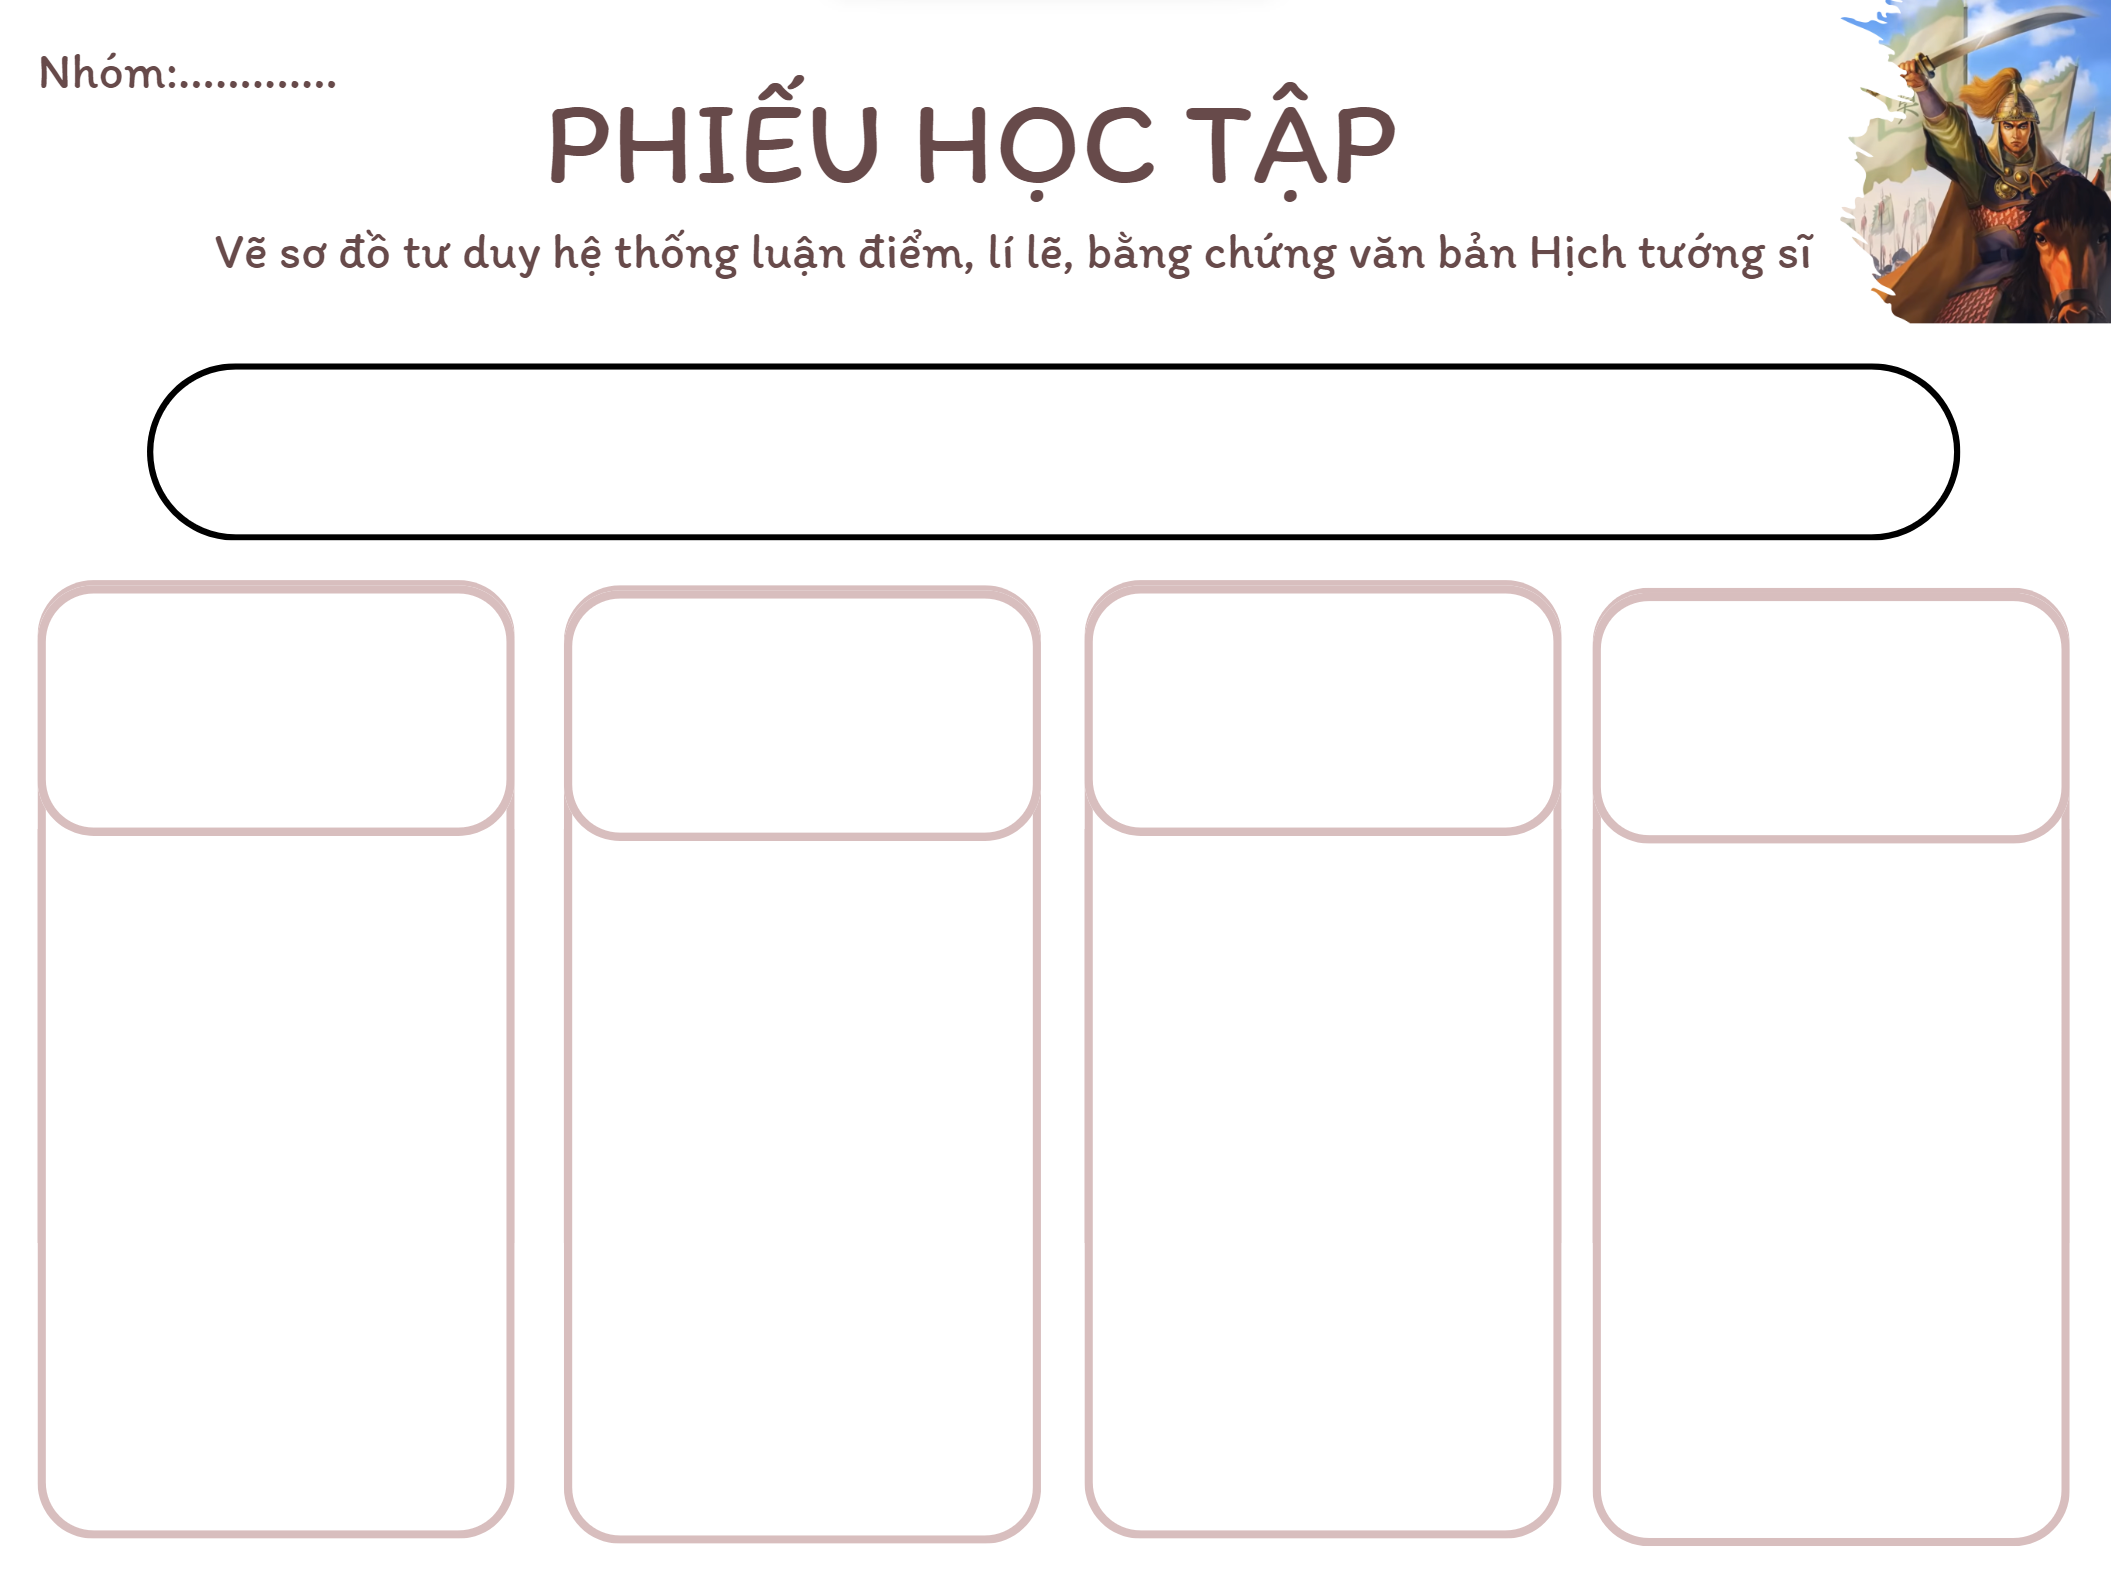 Nhóm:.............
PHIẾU HỌC TẬP
Vẽ sơ đồ tư duy hệ thống luận điểm, lí lẽ, bằng chứng văn bản Hịch tướng sĩ